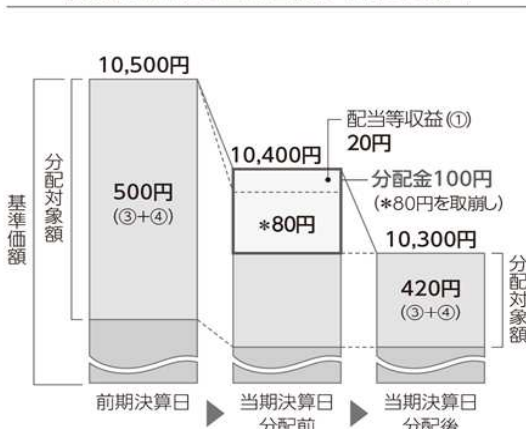 10,500円
配当等収益(①)
20円
10,400円
分配金100円
(*80円を取崩し)
分配対象額
基準価額
500円
(③+④)
*80円
10,300円
420円
(③+④)
分配対象額
前期決算日
当期決算日
分配前
当期決算日
分配後